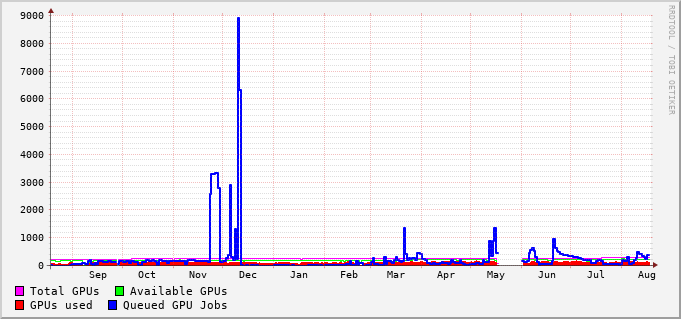 RRDTOOL / TOBI OETIKER
9000
8000
7000
6000
5000
4000
3000
2000
1000
0
Sep Oct Nov Dec Jan Feb Mar Apr May Jun Jul Aug
Total GPUs Available GPUs
GPUs used Queued GPU Jobs